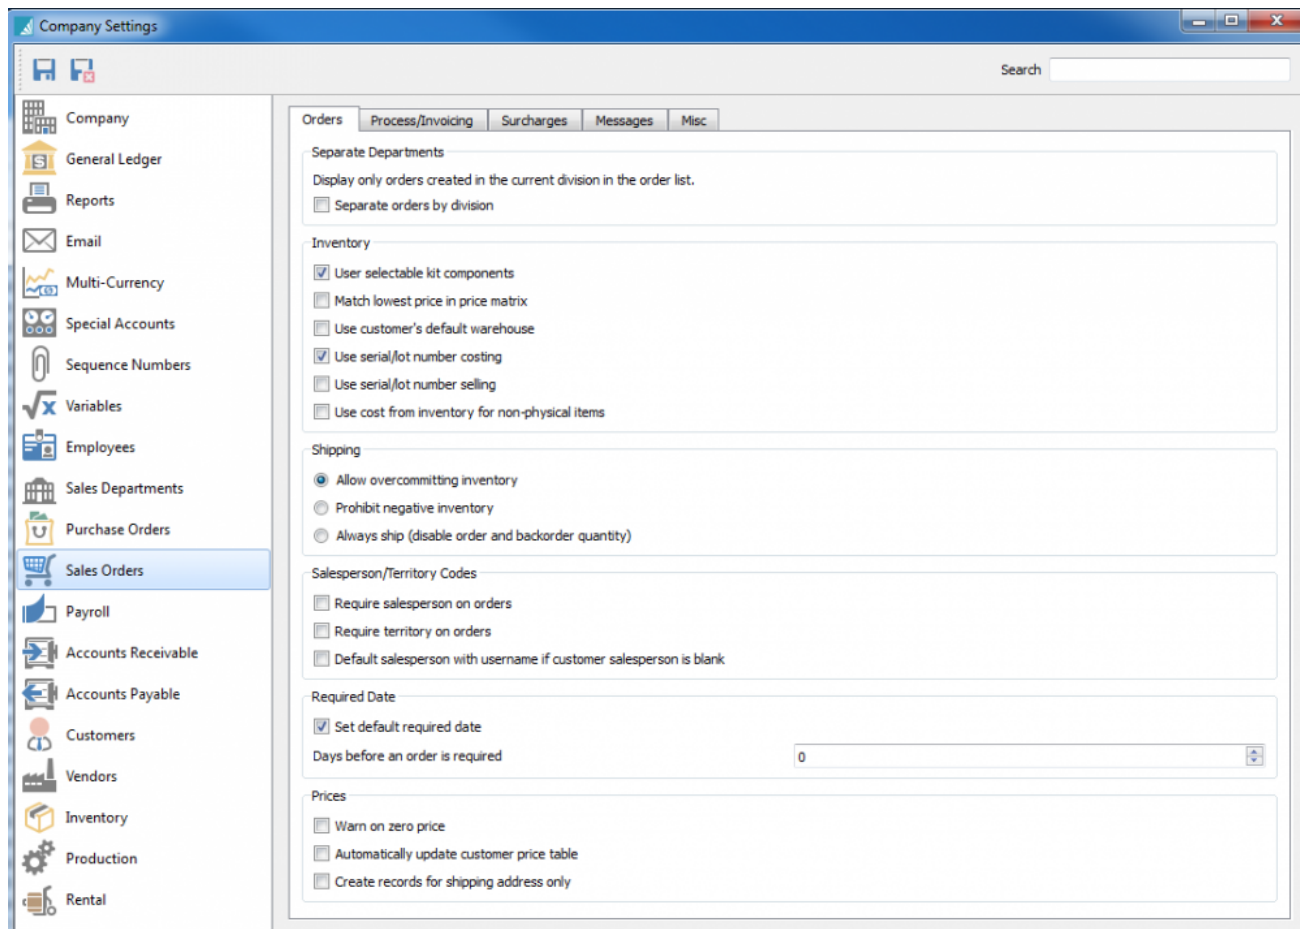 Company Settings
Search
Company
General Ledger
Reports
Email
Multi-Currency
Special Accounts
Sequence Numbers
Variables
Employees
Sales Departments
Purchase Orders
Sales Orders
Payroll
Accounts Receivable
Accounts Payable
Customers
Vendors
Inventory
Production
Rental
Orders Process/Invoicing Surcharges Messages Misc
Separate Departments
Display only orders created in the current division in the order list.
Separate orders by division
Inventory
User selectable kit components
Match lowest price in price matrix
Use customer's default warehouse
Use serial/lot number costing
Use serial/lot number selling
Use cost from inventory for non-physical items
Shipping
Allow overcommitting inventory
Prohibit negative inventory
Always ship (disable order and backorder quantity)
Salesperson/Territory Codes
Require salesperson on orders
Require territory on orders
Default salesperson with username if customer salesperson is blank
Required Date
Set default required date
Days before an order is required 0
Prices
Warn on zero price
Automatically update customer price table
Create records for shipping address only